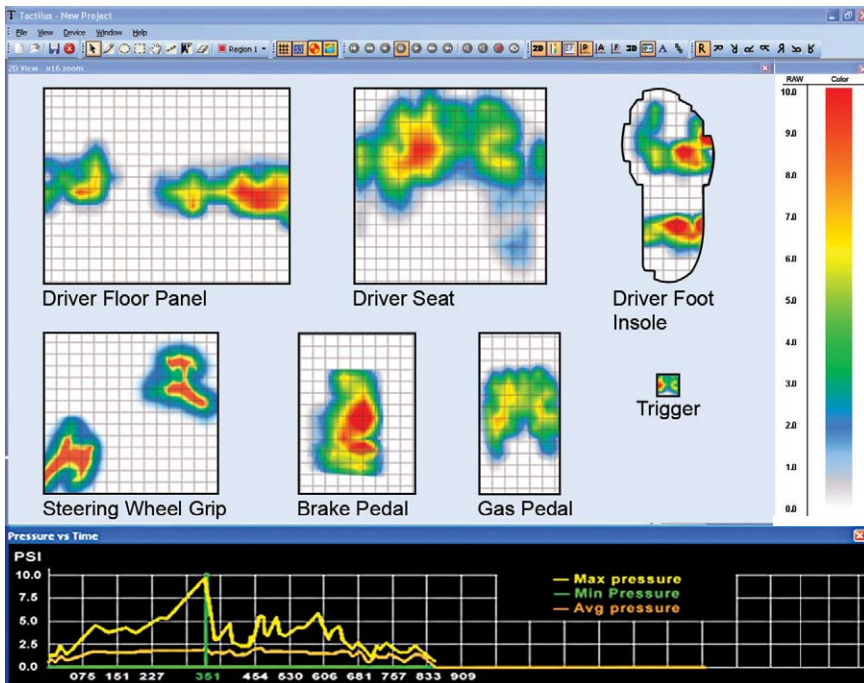 Tactilus - New Project
File View Device Window Help
Region 1
2D 3D A R R R R R R R R
2D View x16 zoom
RAW Color
10.0
9.0
8.0
7.0
6.0
5.0
4.0
3.0
2.0
1.0
0.0
Driver Floor Panel
Driver Seat
Driver Foot
Insole
Steering Wheel Grip
Brake Pedal
Gas Pedal
Trigger
Pressure vs Time
PSI
10.0
7.5
5.0
2.5
0.0
Max pressure
Min Pressure
Avg pressure
075 151 227 351 454 530 606 681 757 833 909